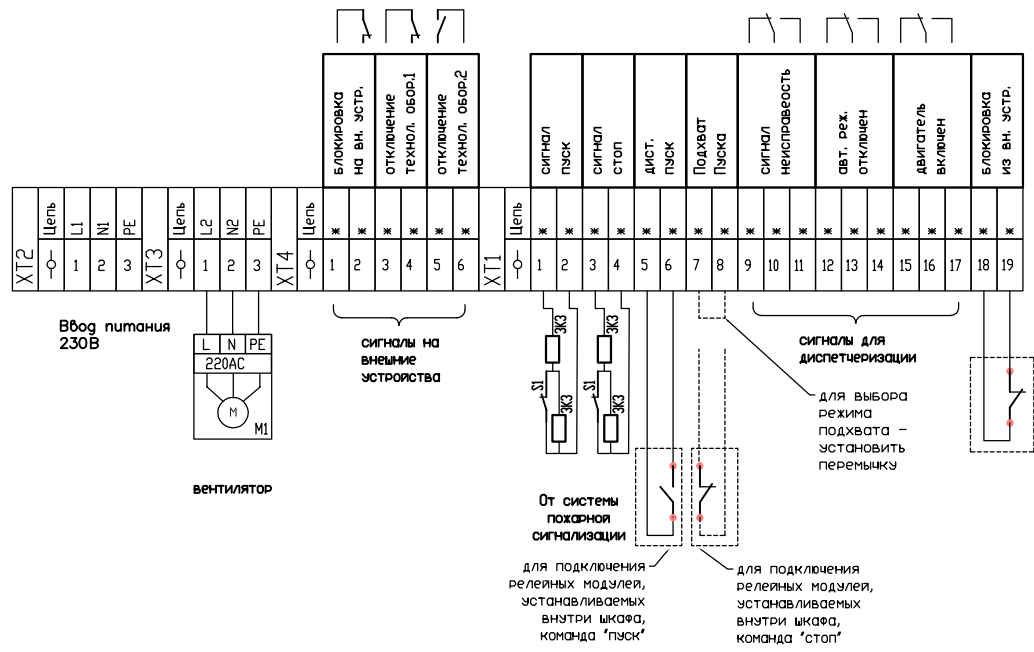 БЛОКИРОВКА
НА ВН. УСТР.
ОТКЛЮЧЕНИЕ
ТЕХНОЛ. ОБОР.1
ОТКЛЮЧЕНИЕ
ТЕХНОЛ. ОБОР.2
СИГНАЛ
ПУСК
СИГНАЛ
СТОП
ДИСТ.
ПУСК
Подхват
Пуска
СИГНАЛ
НЕИСПРАВЕОСТЬ
АВТ. РЕЖ.
ОТКЛЮЧЕН
ДВИГАТЕЛЬ
ВКЛЮЧЕН
БЛОКИРОВКА
ИЗ ВН. УСТР.
XT2
Цепь
L1 N1 PE
1 2 3
XT3
Цепь
L2 N2 PE
1 2 3
XT4
Цепь
* * * * * *
1 2 3 4 5 6
XT1
Цепь
* * * * * * * * * * * * * * * * * * *
1 2 3 4 5 6 7 8 9 10 11 12 13 14 15 16 17 18 19
Ввод питания
230В
L N PE
220AC
M
M1
ВЕНТИЛЯТОР
СИГНАЛЫ НА
ВНЕШНИЕ
УСТРОЙСТВА
ЭКЗ
S1
ЭКЗ
ЭКЗ
S1
ЭКЗ
От системы
пожарной
сигнализации
СИГНАЛЫ ДЛЯ
ДИСПЕТЧЕРИЗАЦИИ
ДЛЯ ВЫБОРА
РЕЖИМА
ПОДХВАТА -
УСТАНОВИТЬ
ПЕРЕМЫЧКУ
ДЛЯ ПОДКЛЮЧЕНИЯ
РЕЛЕЙНЫХ МОДУЛЕЙ,
УСТАНАВЛИВАЕМЫХ
ВНУТРИ ШКАФА,
КОМАНДА "ПУСК"
ДЛЯ ПОДКЛЮЧЕНИЯ
РЕЛЕЙНЫХ МОДУЛЕЙ,
УСТАНАВЛИВАЕМЫХ
ВНУТРИ ШКАФА,
КОМАНДА "СТОП"